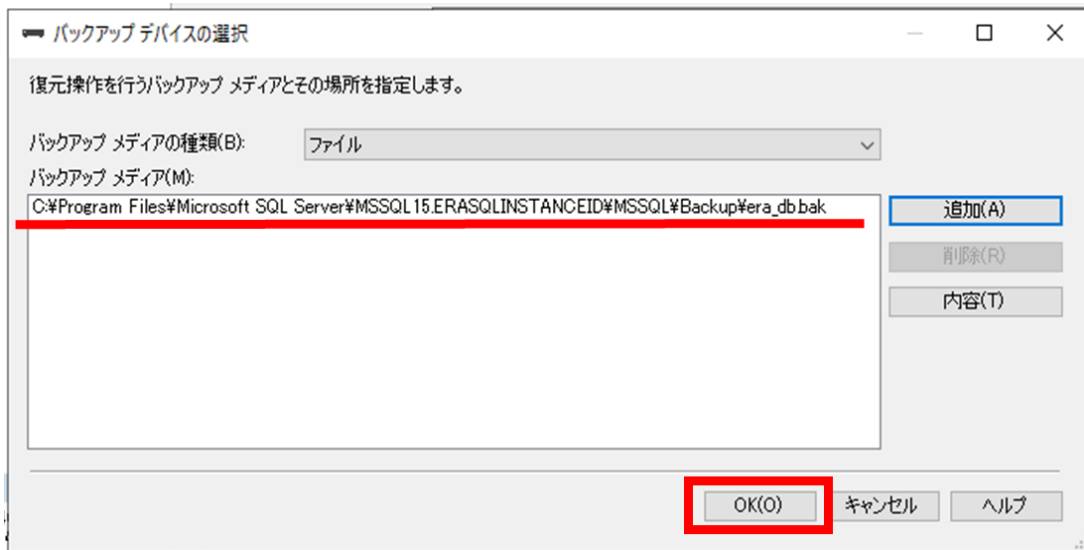 バックアップ デバイスの選択
復元操作を行うバックアップ メディアとその場所を指定します。
バックアップ メディアの種類(B):
ファイル
バックアップ メディア(M):
C:¥Program Files¥Microsoft SQL Server¥MSSQL15.ERASQLINSTANCEID¥MSSQL¥Backup¥era_db.bak
追加(A)
削除(R)
内容(T)
OK(O)
キャンセル
ヘルプ